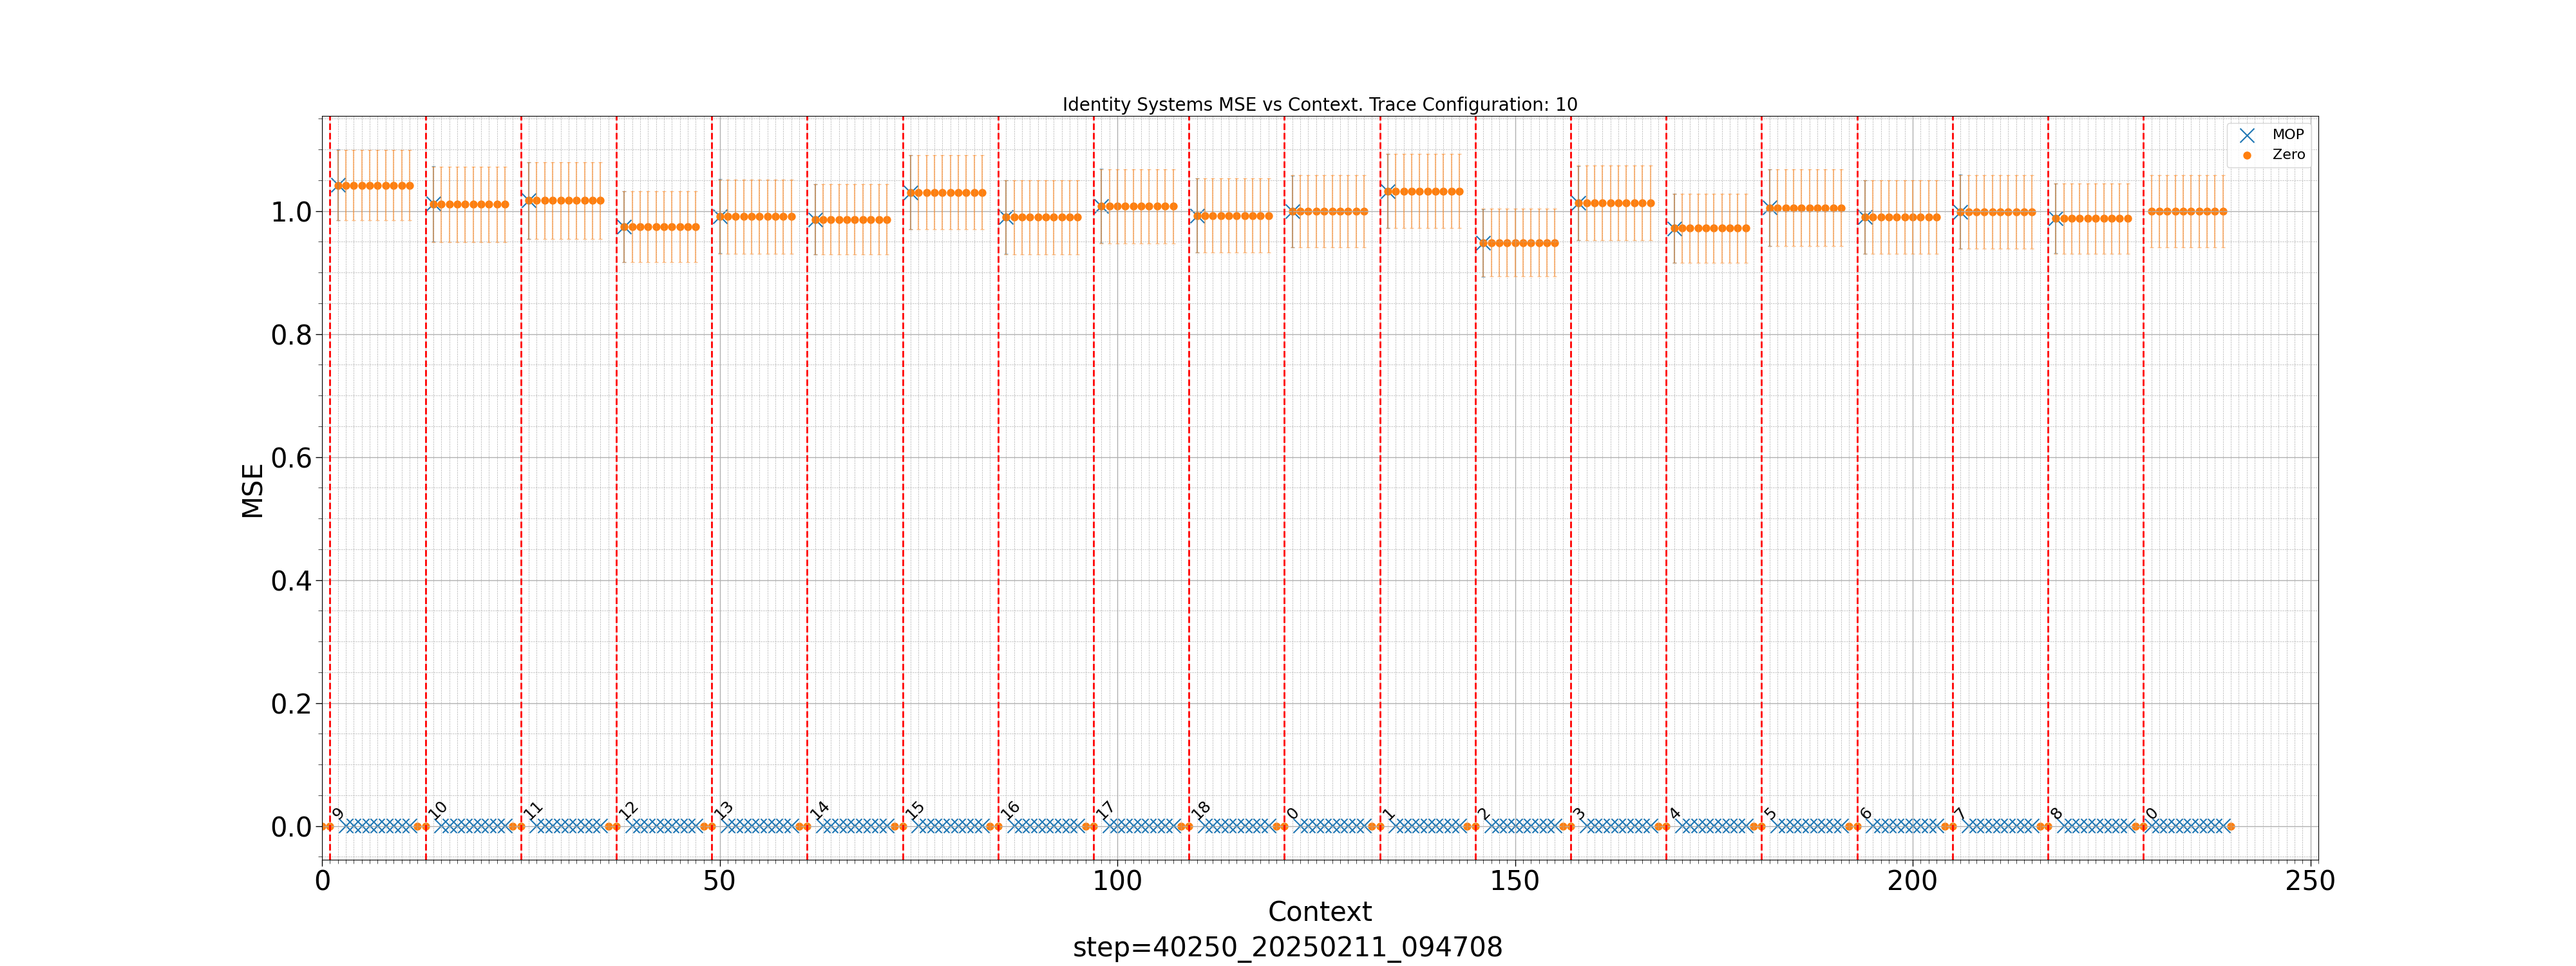 Identity Systems MSE vs Context. Trace Configuration: 10
MOP
Zero
1.0
0.8
0.6
0.4
0.2
0.0
MSE
9 10 11 12 13 14 15 16 17 18 0 1 2 3 4 5 6 7 8 0
0 50 100 150 200 250
Context
step=40250_20250211_094708